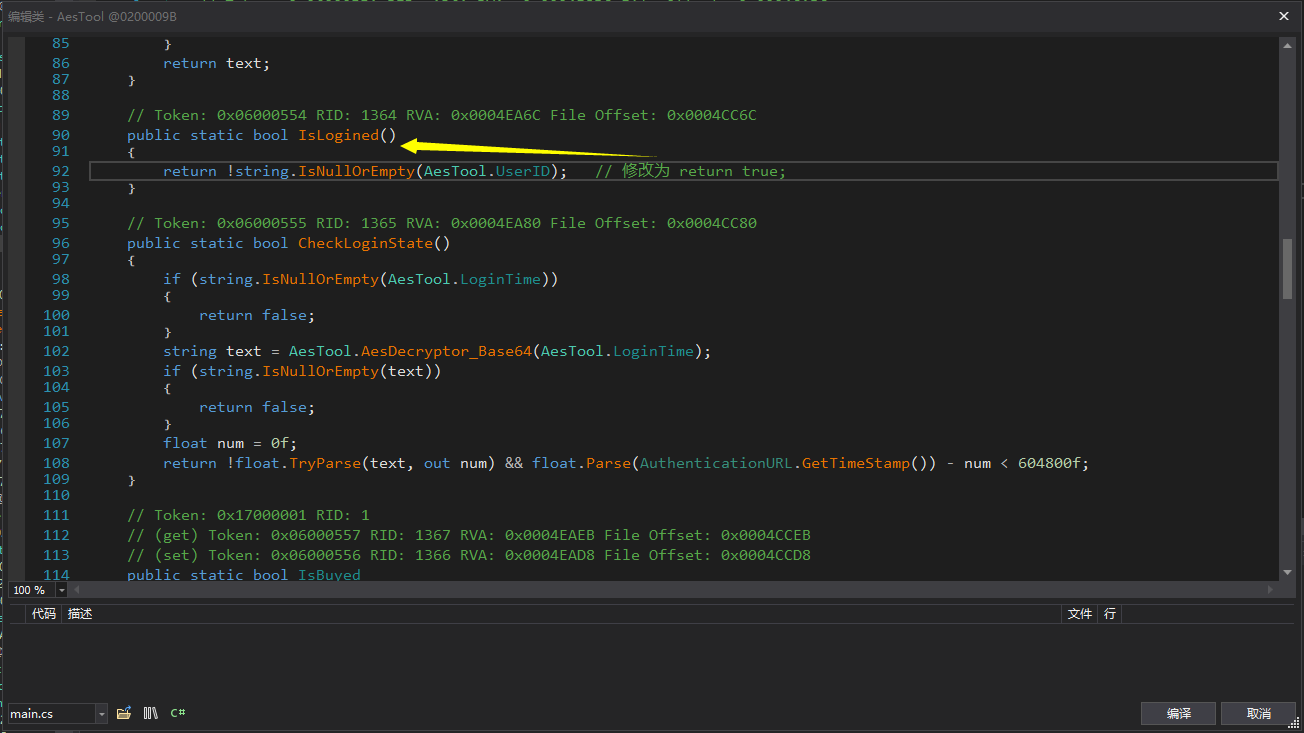 编辑类 - AesTool @0200009B
85 }
86 return text;
87 }
88
89 // Token: 0x06000554 RID: 1364 RVA: 0x0004EA6C File Offset: 0x0004CC6C
90 public static bool IsLogined()
91 {
92 return !string.IsNullOrEmpty(AesTool.UserID); // 修改为 return true;
93 }
94
95 // Token: 0x06000555 RID: 1365 RVA: 0x0004EA80 File Offset: 0x0004CC80
96 public static bool CheckLoginState()
97 {
98 if (string.IsNullOrEmpty(AesTool.LoginTime))
99 {
100 return false;
101 }
102 string text = AesTool.AesDecryptor_Base64(AesTool.LoginTime);
103 if (string.IsNullOrEmpty(text))
104 {
105 return false;
106 }
107 float num = 0f;
108 return !float.TryParse(text, out num) && float.Parse(AuthenticationURL.GetTimeStamp()) - num < 604800f;
109 }
110
111 // Token: 0x17000001 RID: 1
112 // (get) Token: 0x06000557 RID: 1367 RVA: 0x0004EAEB File Offset: 0x0004CCEB
113 // (set) Token: 0x06000556 RID: 1366 RVA: 0x0004EAD8 File Offset: 0x0004CCD8
114 public static bool IsBuyed
100 %
代码 描述 文件 行
main.cs C# 编译 取消